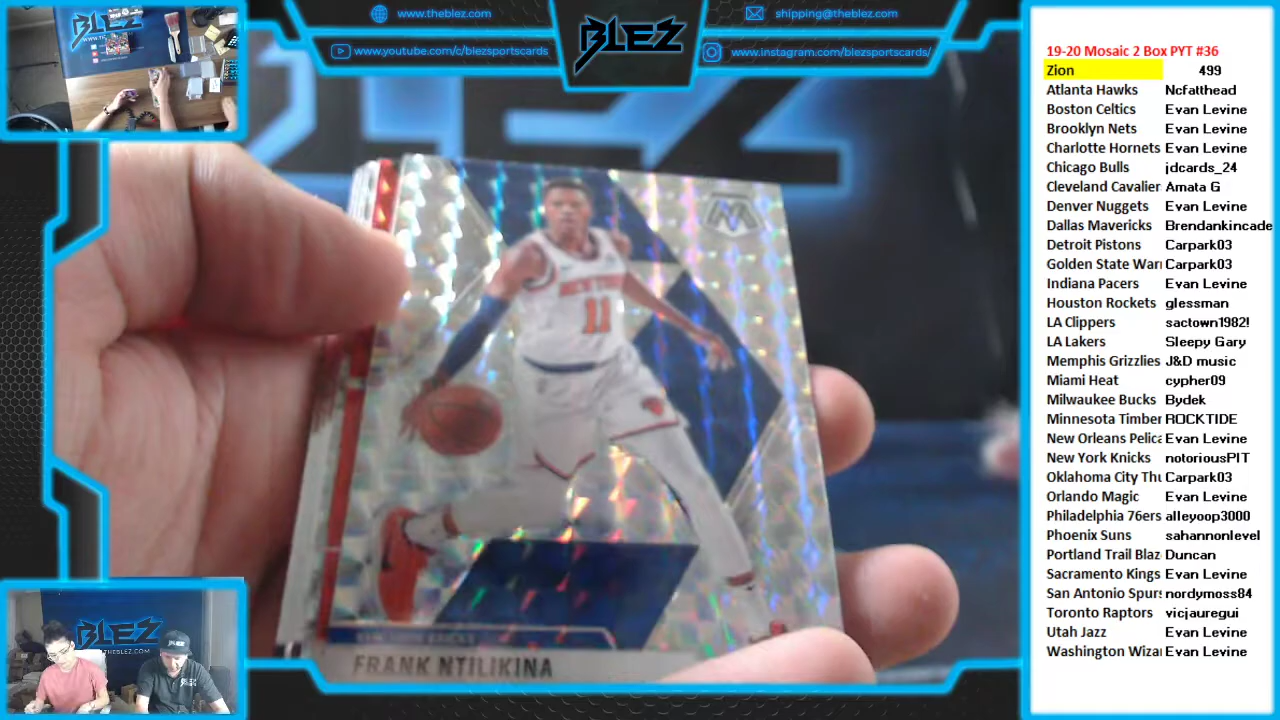 www.theblez.com
shipping@theblez.com
www.youtube.com/c/blezsportscards
www.instagram.com/blezsportscards/
BLEZ
BLEZ
NEW YORK
11
FRANK NTILIKINA
BLEZ
19-20 Mosaic 2 Box PYT #36
Zion 499
Atlanta Hawks Ncfatthead
Boston Celtics Evan Levine
Brooklyn Nets Evan Levine
Charlotte Hornets Evan Levine
Chicago Bulls jdcards_24
Cleveland Cavalier Amata G
Denver Nuggets Evan Levine
Dallas Mavericks Brendankincade
Detroit Pistons Carpark03
Golden State Warr Carpark03
Indiana Pacers Evan Levine
Houston Rockets glessman
LA Clippers sactown1982!
LA Lakers Sleepy Gary
Memphis Grizzlies J&D music
Miami Heat cypher09
Milwaukee Bucks Bydek
Minnesota Timber ROCKTIDE
New Orleans Pelica Evan Levine
New York Knicks notoriousPIT
Oklahoma City Thu Carpark03
Orlando Magic Evan Levine
Philadelphia 76ers alleyoop3000
Phoenix Suns sahannonlevel
Portland Trail Blaz Duncan
Sacramento Kings Evan Levine
San Antonio Spurs nordymoss84
Toronto Raptors vicjauregui
Utah Jazz Evan Levine
Washington Wizar Evan Levine